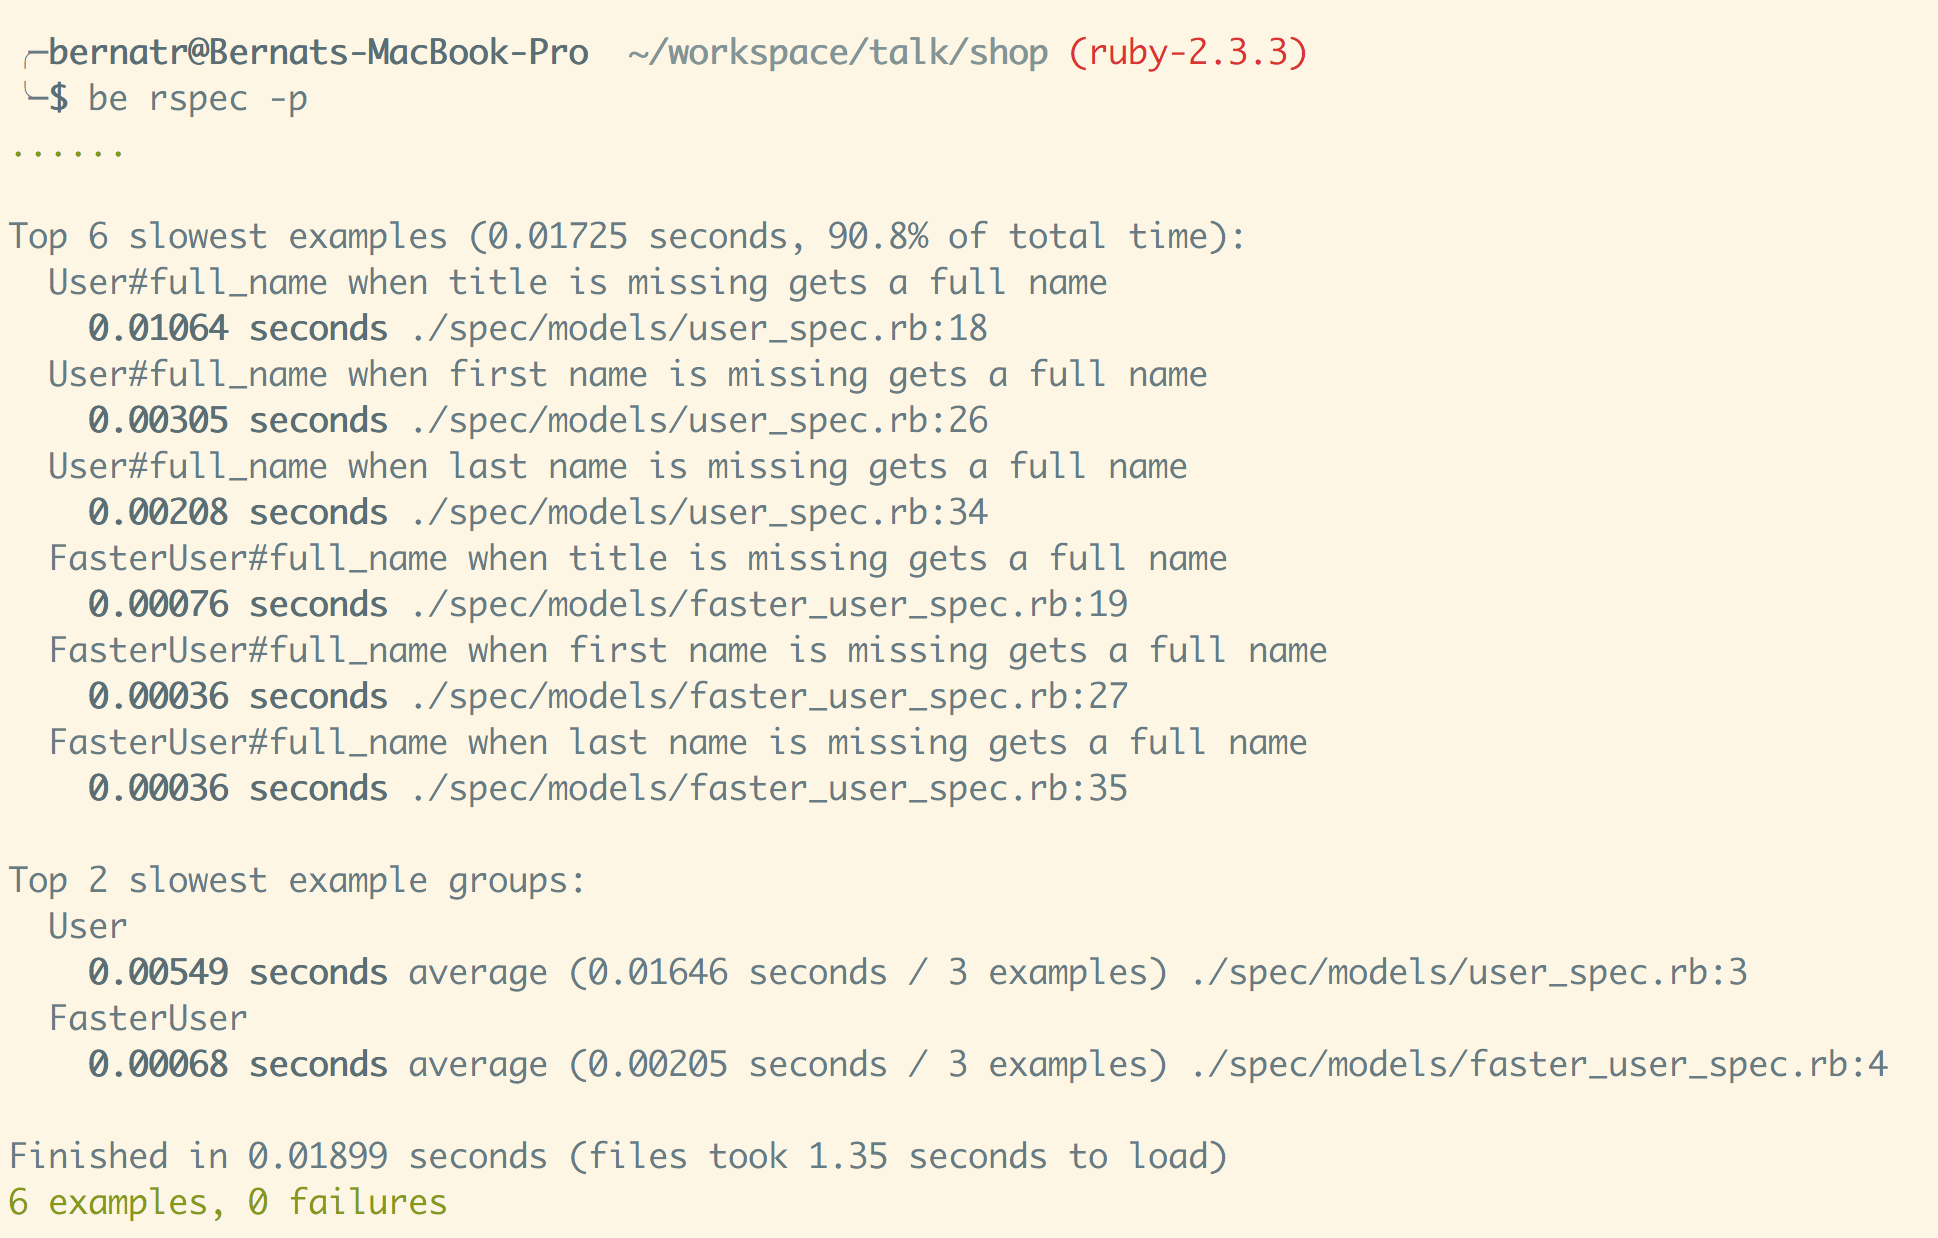 ╭─bernatr@Bernats-MacBook-Pro  ~/workspace/talk/shop (ruby-2.3.3)
╰─$ be rspec -p
......

Top 6 slowest examples (0.01725 seconds, 90.8% of total time):
  User#full_name when title is missing gets a full name
    0.01064 seconds ./spec/models/user_spec.rb:18
  User#full_name when first name is missing gets a full name
    0.00305 seconds ./spec/models/user_spec.rb:26
  User#full_name when last name is missing gets a full name
    0.00208 seconds ./spec/models/user_spec.rb:34
  FasterUser#full_name when title is missing gets a full name
    0.00076 seconds ./spec/models/faster_user_spec.rb:19
  FasterUser#full_name when first name is missing gets a full name
    0.00036 seconds ./spec/models/faster_user_spec.rb:27
  FasterUser#full_name when last name is missing gets a full name
    0.00036 seconds ./spec/models/faster_user_spec.rb:35

Top 2 slowest example groups:
  User
    0.00549 seconds average (0.01646 seconds / 3 examples) ./spec/models/user_spec.rb:3
  FasterUser
    0.00068 seconds average (0.00205 seconds / 3 examples) ./spec/models/faster_user_spec.rb:4

Finished in 0.01899 seconds (files took 1.35 seconds to load)
6 examples, 0 failures